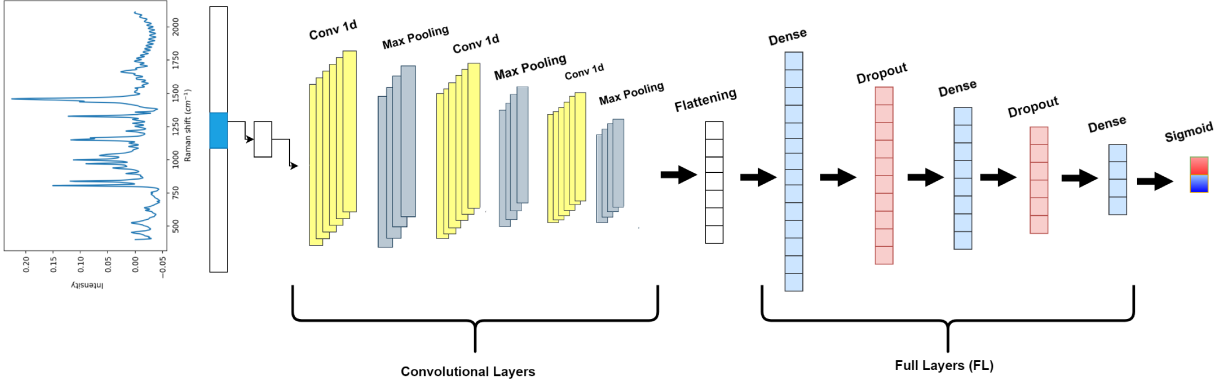 Conv 1d
Max Pooling
Conv 1d
Max Pooling
Conv 1d
Max Pooling
Flattening
Dense
Dropout
Dense
Dropout
Dense
Sigmoid
2000
1750
1500
1250
1000
750
500
Raman shift (cm⁻¹)
0.20
0.15
0.10
0.05
0.00
−0.05
Intensity
Convolutional Layers
Full Layers (FL)